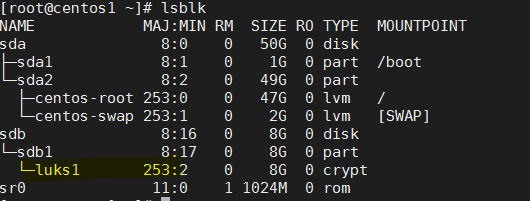 [root@centos1 ~]# lsblk
NAME            MAJ:MIN RM  SIZE RO TYPE  MOUNTPOINT
sda               8:0    0   50G  0 disk
├─sda1            8:1    0    1G  0 part  /boot
└─sda2            8:2    0   49G  0 part
  ├─centos-root 253:0    0   47G  0 lvm   /
  └─centos-swap 253:1    0    2G  0 lvm   [SWAP]
sdb               8:16   0    8G  0 disk
└─sdb1            8:17   0    8G  0 part
  └─luks1       253:2    0    8G  0 crypt
sr0              11:0    1 1024M  0 rom